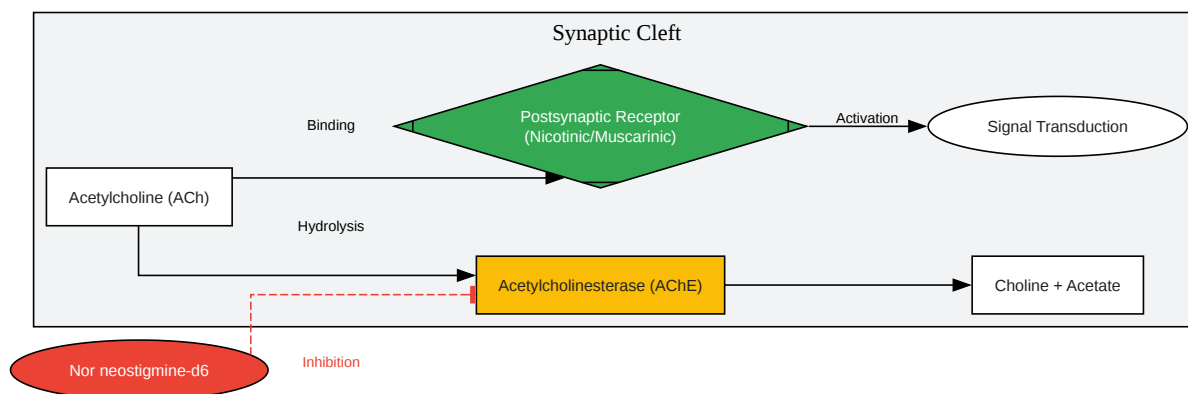 Synaptic Cleft
Binding
Postsynaptic Receptor
(Nicotinic/Muscarinic)
Activation
Signal Transduction
Acetylcholine (ACh)
Hydrolysis
Acetylcholinesterase (AChE)
Choline + Acetate
Nor neostigmine-d6
Inhibition